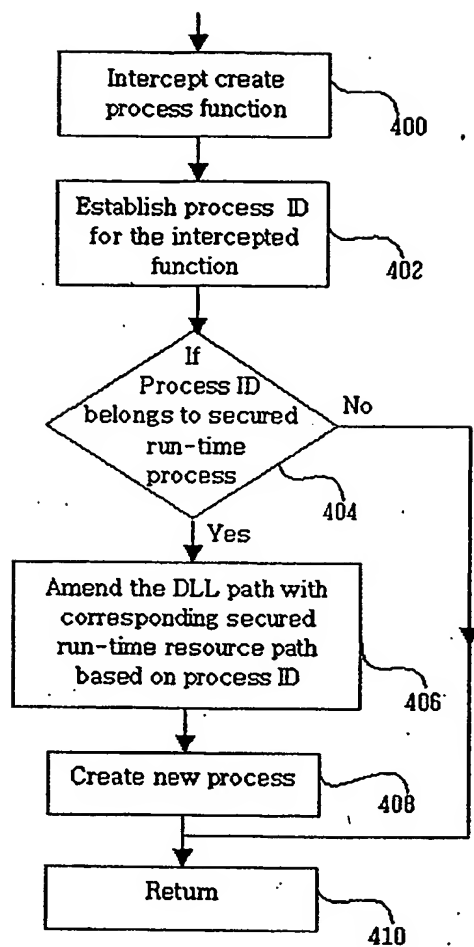 Intercept create
process function
400
Establish process ID
for the intercepted
function
402
If
Process ID
belongs to secured
run-time
process
No
404
Yes
Amend the DLL path with
corresponding secured
run-time resource path
based on process ID
406
Create new process
408
Return
410